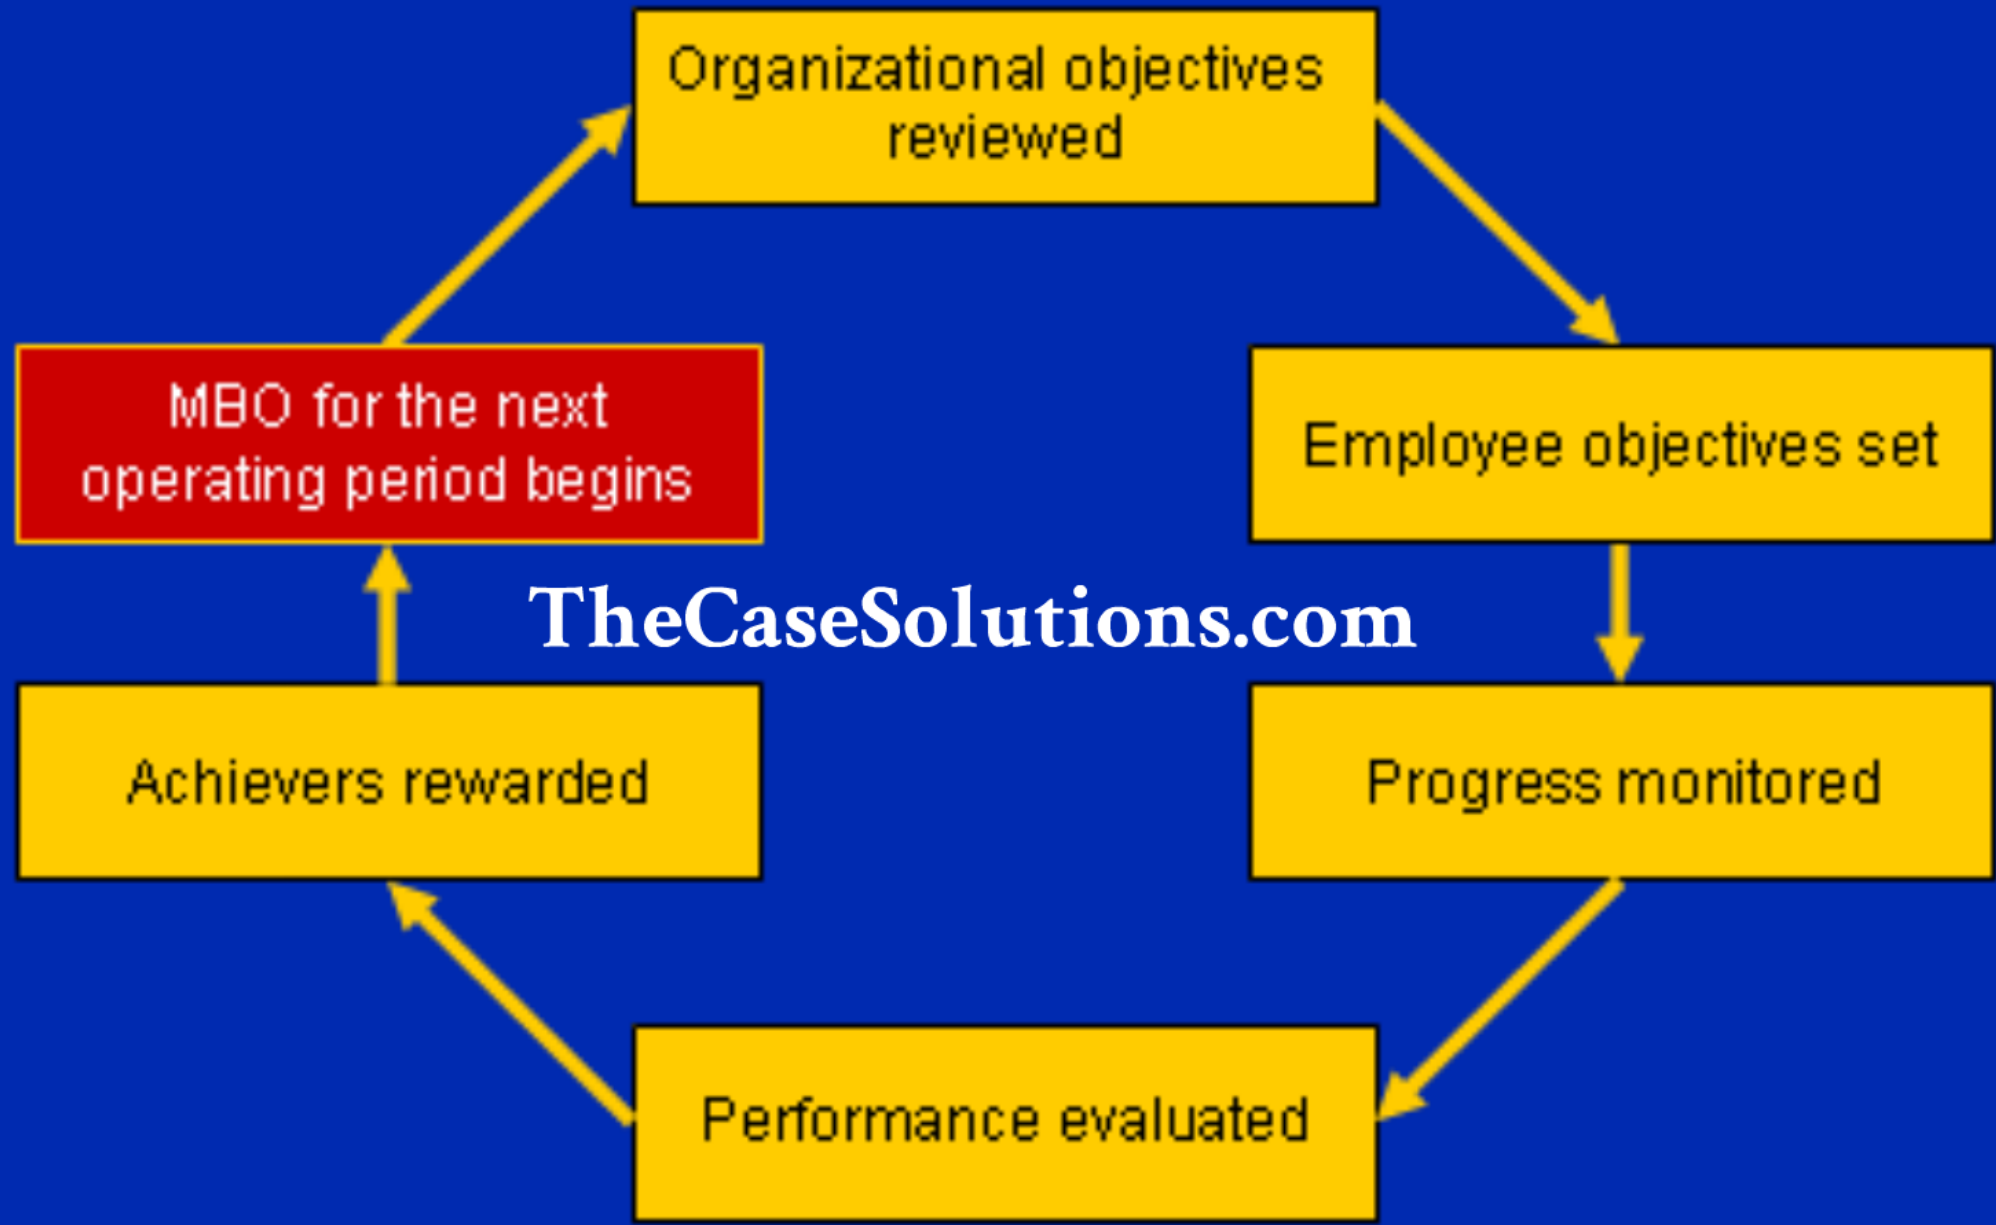 Organizational objectives
reviewed
MBO for the next
operating period begins
Employee objectives set
TheCaseSolutions.com
Achievers rewarded
Progress monitored
Performance evaluated